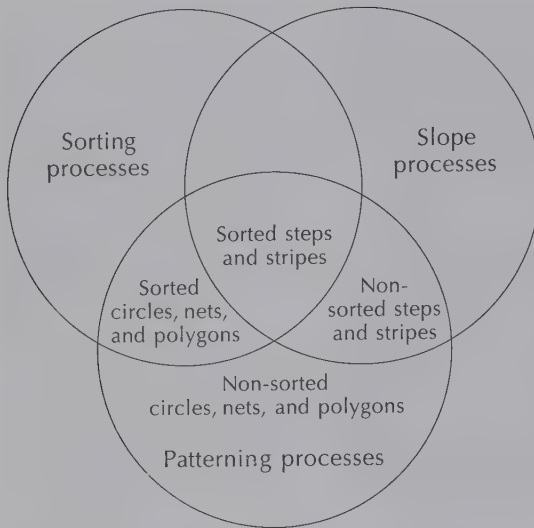 Sorting
processes
Slope
processes
Sorted steps
and stripes
Sorted
circles, nets,
and polygons
Non-
sorted steps
and stripes
Non-sorted
circles, nets, and polygons
Patterning processes